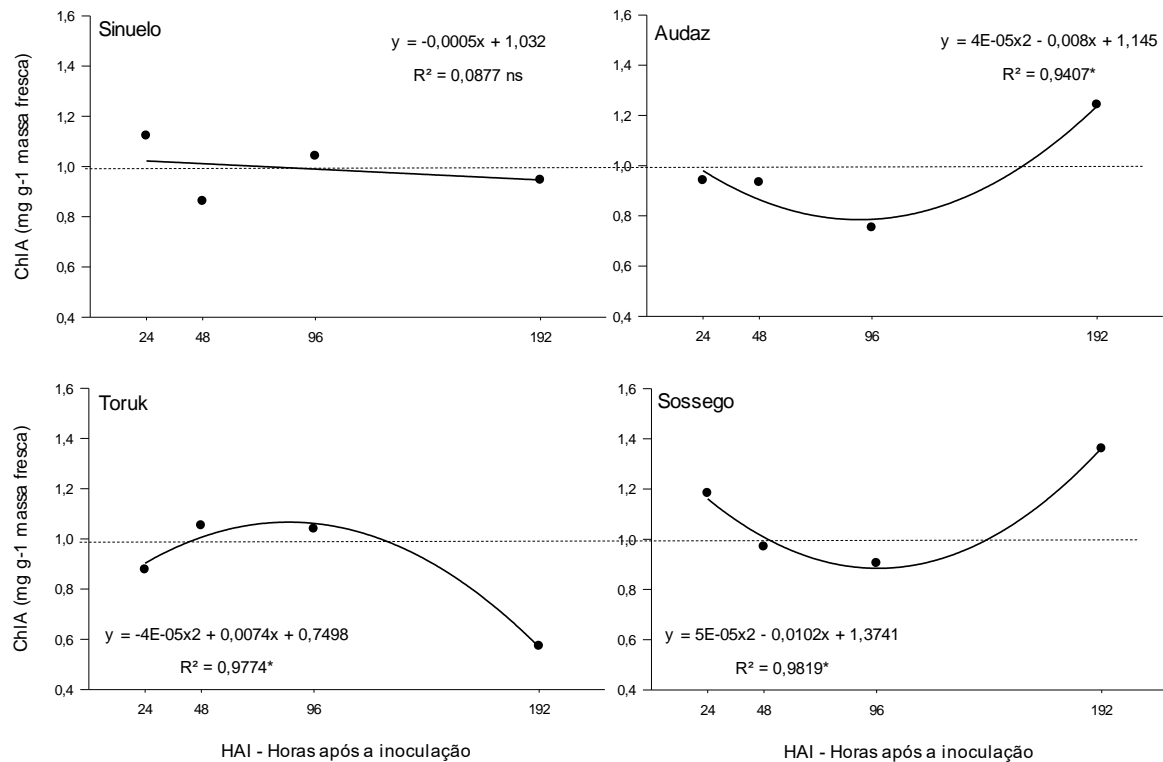 Sinuelo
y = -0,0005x + 1,032
R² = 0,0877 ns
ChlA (mg g-1 massa fresca)
1,6
1,4
1,2
1,0
0,8
0,6
0,4
24 48 96 192
Audaz
y = 4E-05x2 - 0,008x + 1,145
R² = 0,9407*
1,6
1,4
1,2
1,0
0,8
0,6
0,4
24 48 96 192
Toruk
ChlA (mg g-1 massa fresca)
1,6
1,4
1,2
1,0
0,8
0,6
0,4
y = -4E-05x2 + 0,0074x + 0,7498
R² = 0,9774*
24 48 96 192
HAI - Horas após a inoculação
Sossego
1,6
1,4
1,2
1,0
0,8
0,6
0,4
y = 5E-05x2 - 0,0102x + 1,3741
R² = 0,9819*
24 48 96 192
HAI - Horas após a inoculação